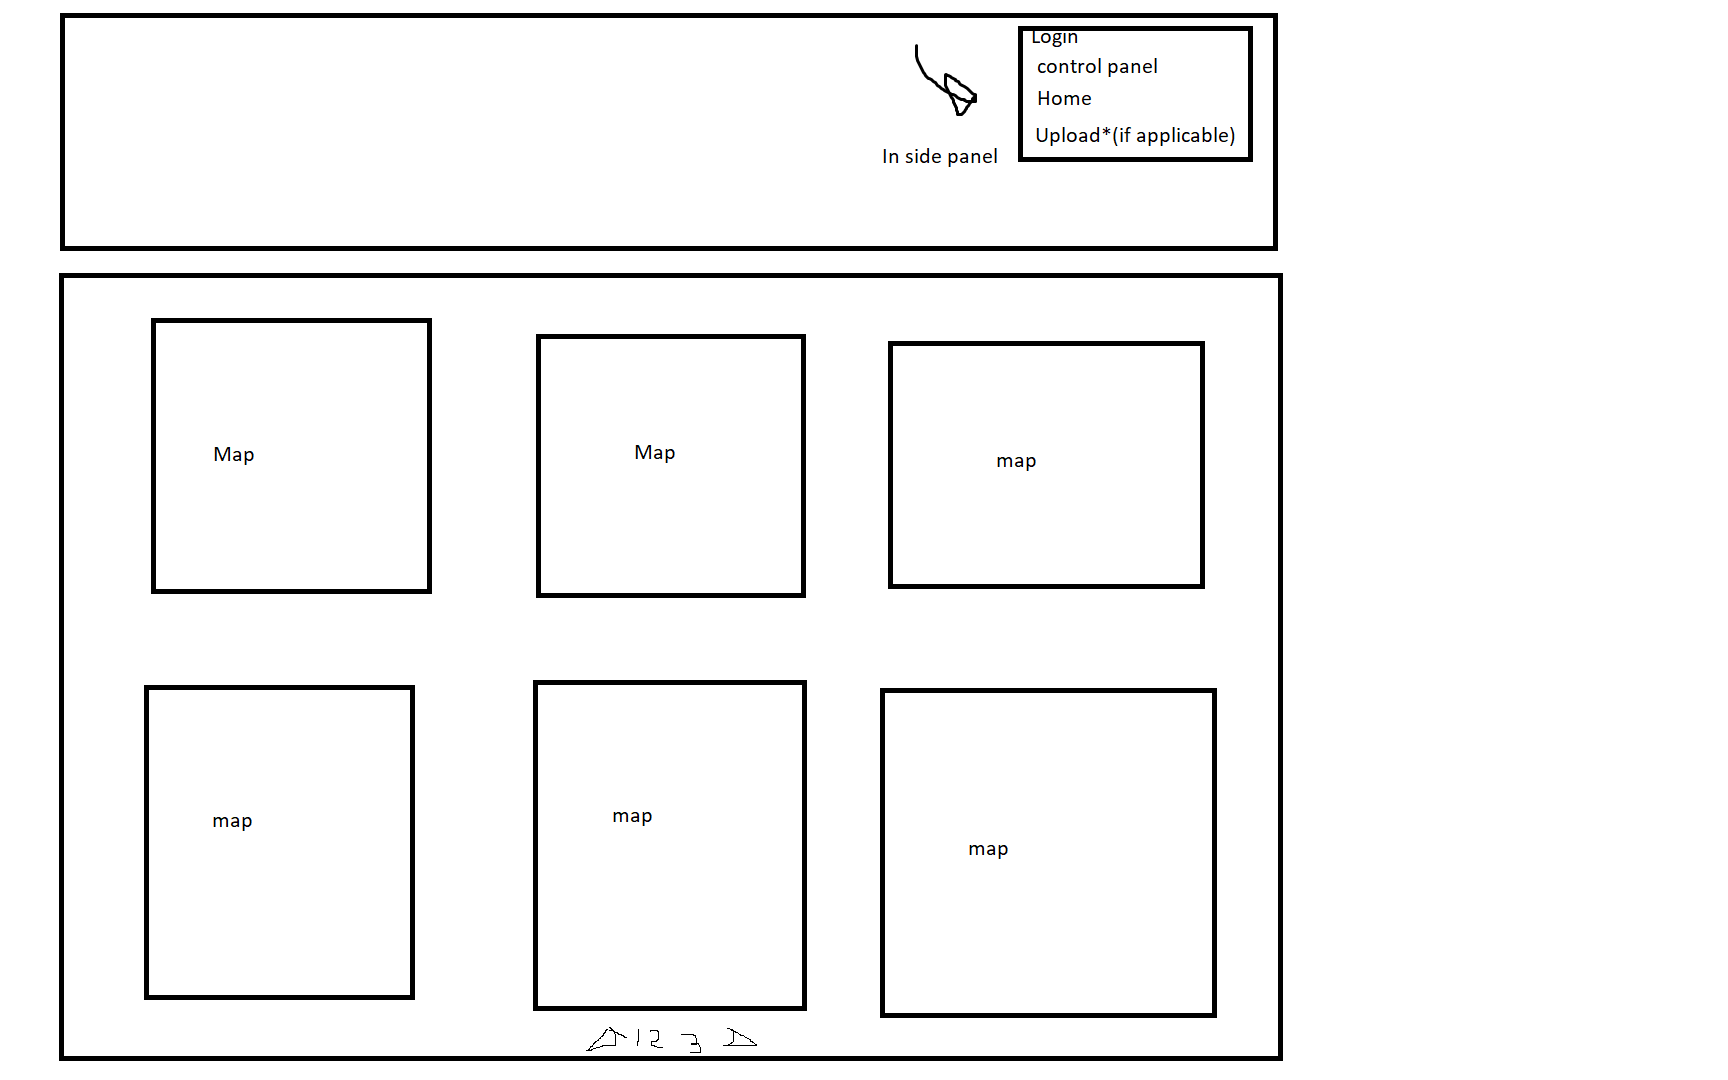 Login
control panel
Home
Upload*(if applicable)
In side panel
Map Map map
map map map
1 2 3